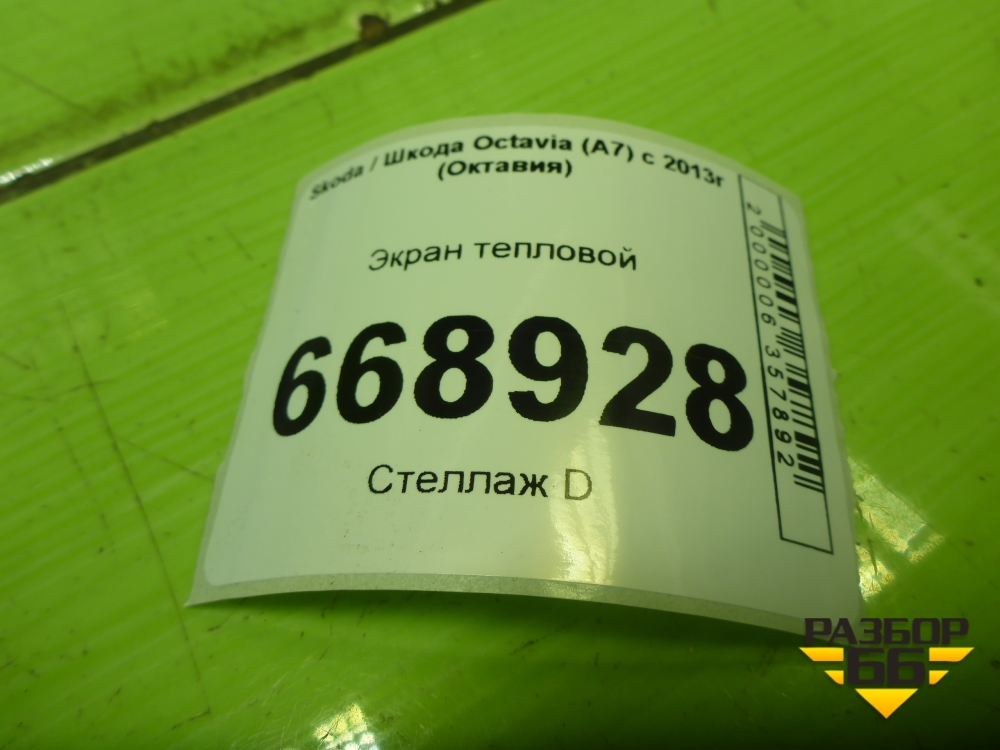 Skoda / Шкода Octavia (A7) с 2013г
(Октавия)
Экран тепловой
668928
Стеллаж D
2000006357892
РАЗБОР
66